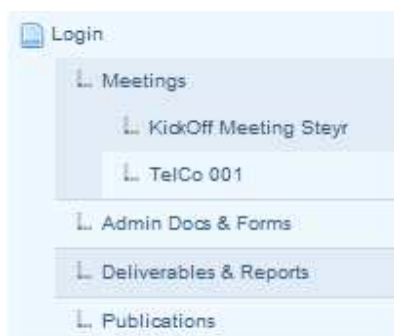 Login
Meetings
KickOff Meeting Steyr
TelCo 001
Admin Docs & Forms
Deliverables & Reports
Publications